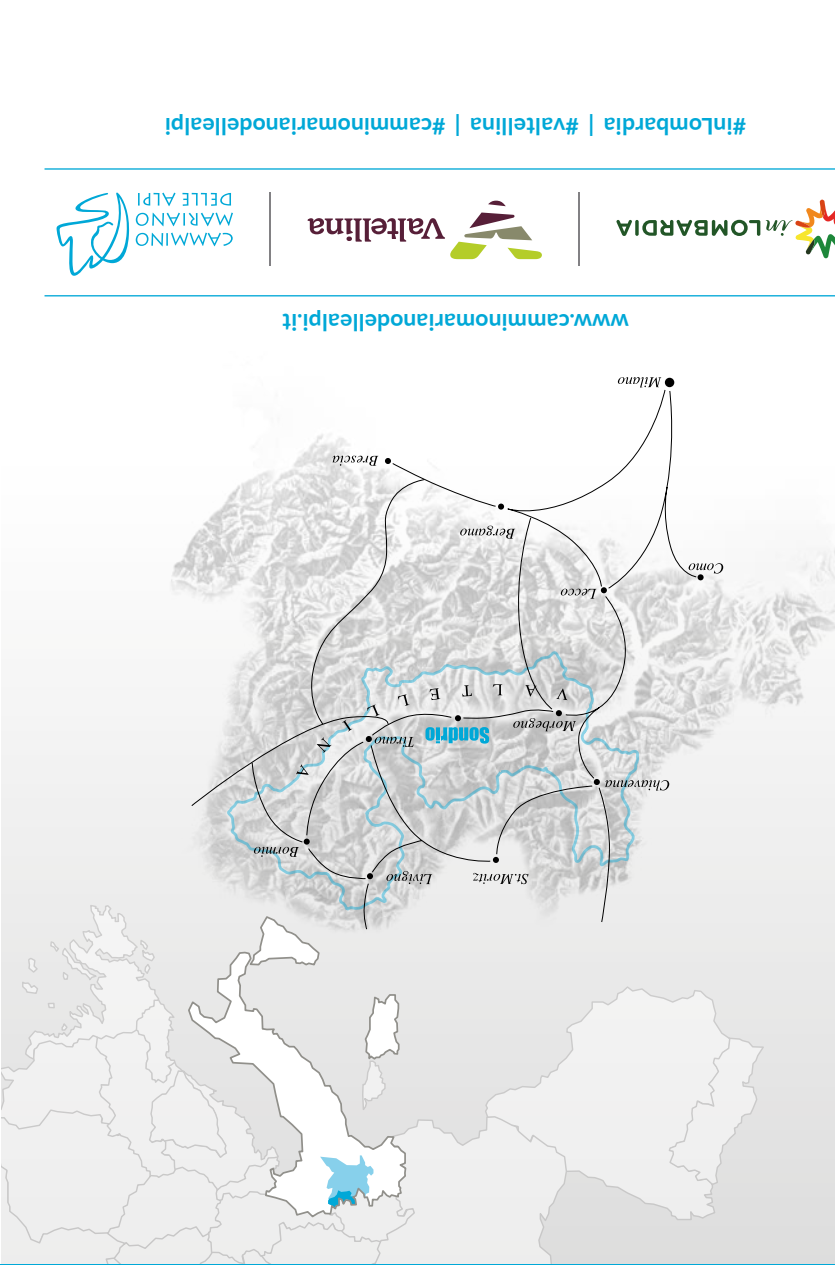 Livigno
St.Moritz
Bormio
Chiavenna
Tirano
Sondrio
Morbegno
VALTELLINA
Lecco
Como
Bergamo
Brescia
Milano
www.camminomarianodellealpi.it
inLOMBARDIA
Valtellina
CAMMINO
MARIANO
DELLE ALPI
#inLombardia | #valtellina | #camminomarianodellealpi